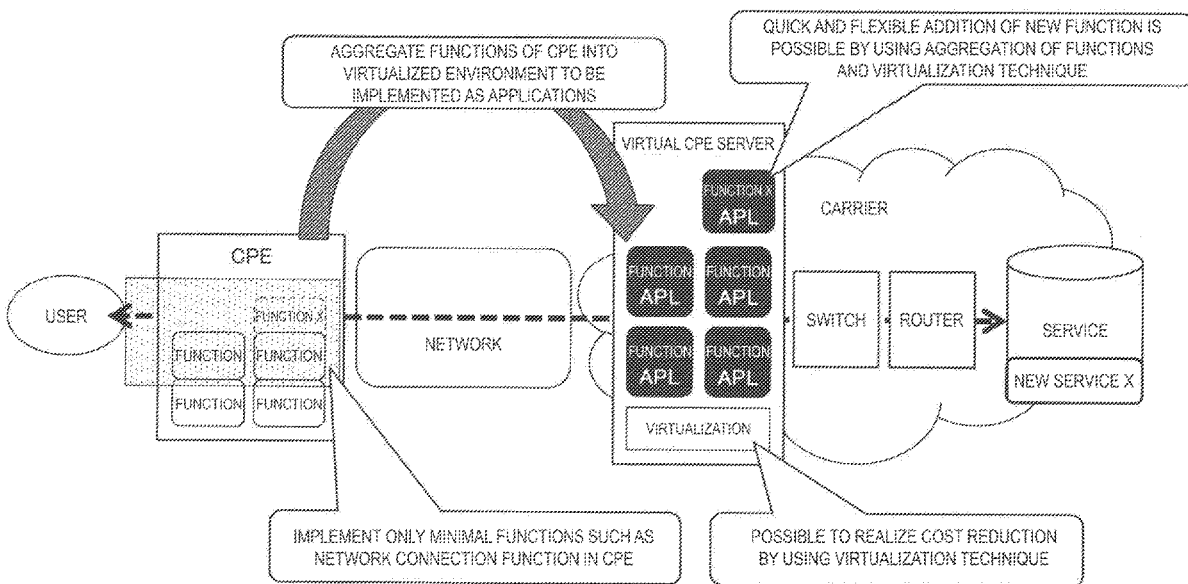 QUICK AND FLEXIBLE ADDITION OF NEW FUNCTION IS
POSSIBLE BY USING AGGREGATION OF FUNCTIONS
AND VIRTUALIZATION TECHNIQUE
AGGREGATE FUNCTIONS OF CPE INTO
VIRTUALIZED ENVIRONMENT TO BE
IMPLEMENTED AS APPLICATIONS
VIRTUAL CPE SERVER
FUNCTION X
APL
CARRIER
CPE
FUNCTION
APL
FUNCTION
APL
USER
FUNCTION X
NETWORK
SWITCH
ROUTER
SERVICE
FUNCTION
FUNCTION
FUNCTION
APL
FUNCTION
APL
NEW SERVICE X
FUNCTION
FUNCTION
VIRTUALIZATION
IMPLEMENT ONLY MINIMAL FUNCTIONS SUCH AS
NETWORK CONNECTION FUNCTION IN CPE
POSSIBLE TO REALIZE COST REDUCTION
BY USING VIRTUALIZATION TECHNIQUE